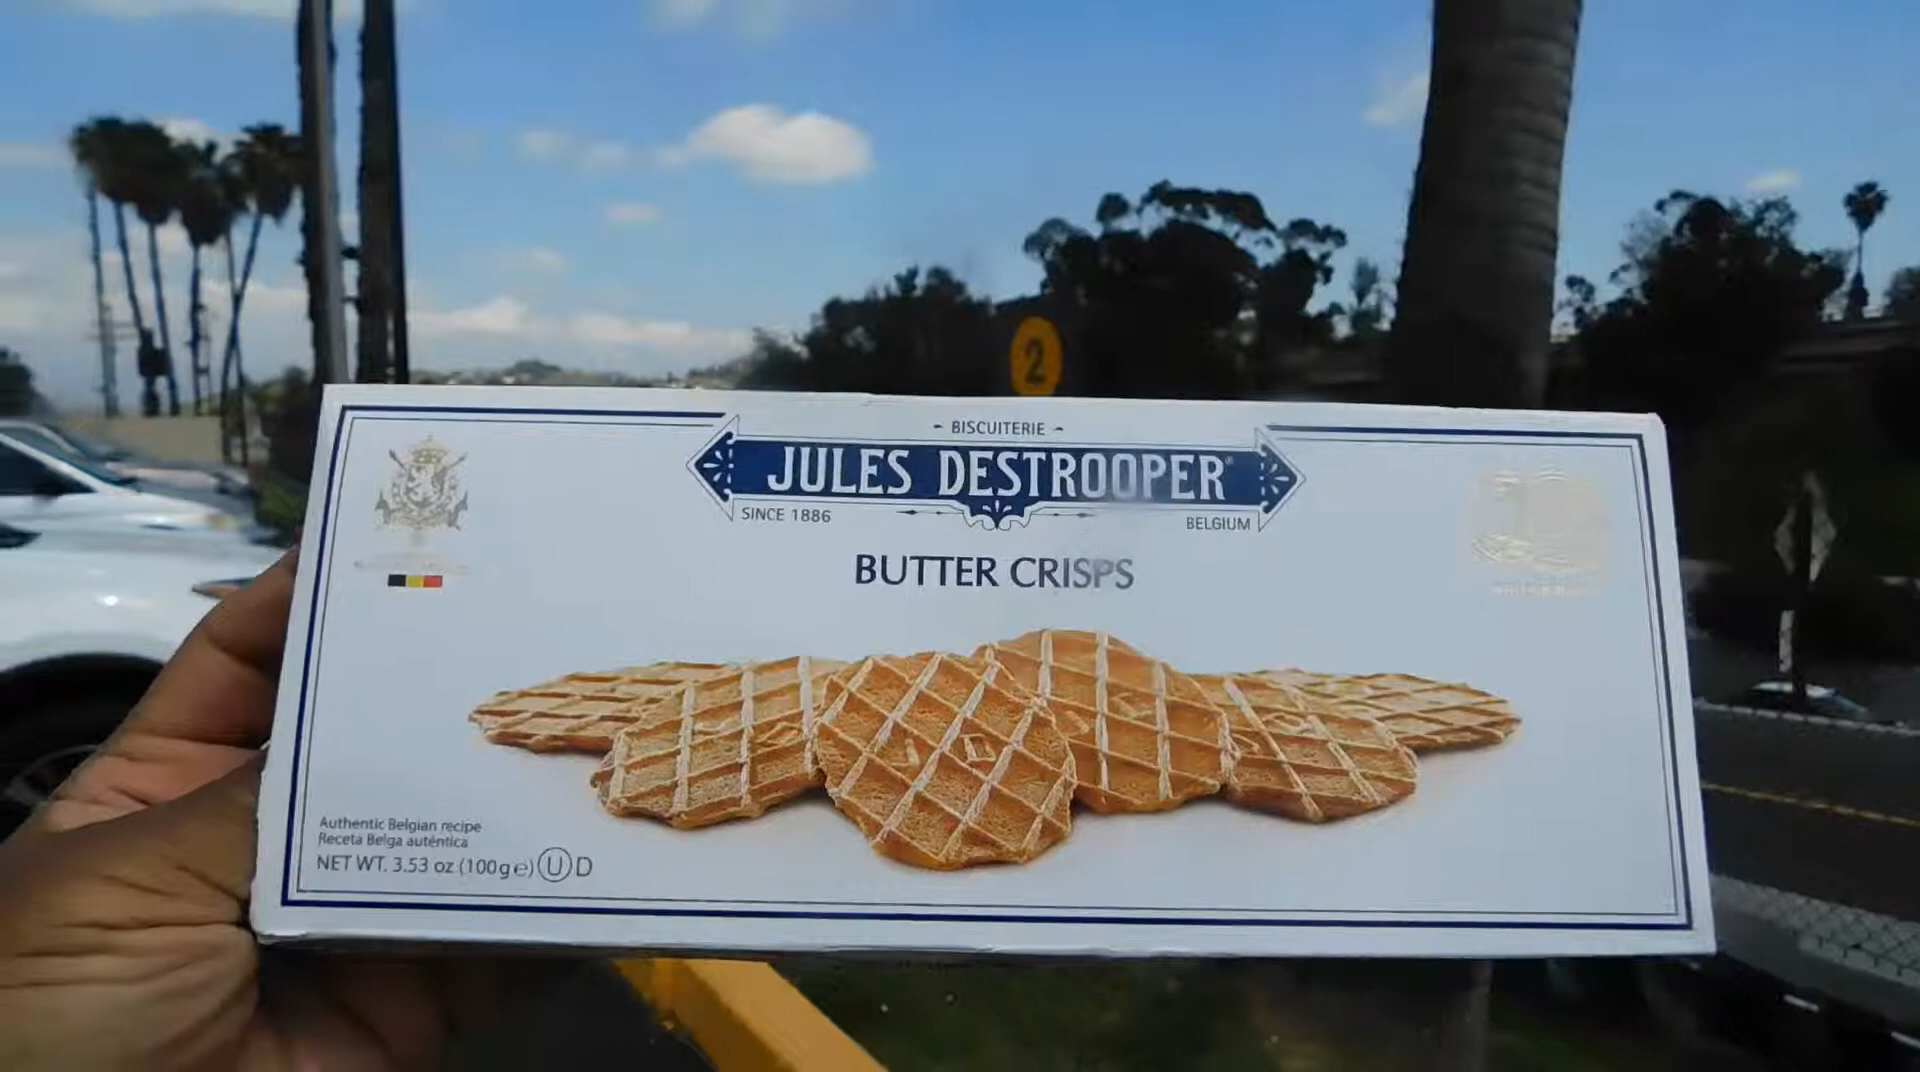 2
BISCUITERIE
JULES DESTROOPER
SINCE 1886
BELGIUM
BUTTER CRISPS
Authentic Belgian recipe
Receta Belga auténtica
NET WT. 3.53 oz (100g℮) Ⓤ D